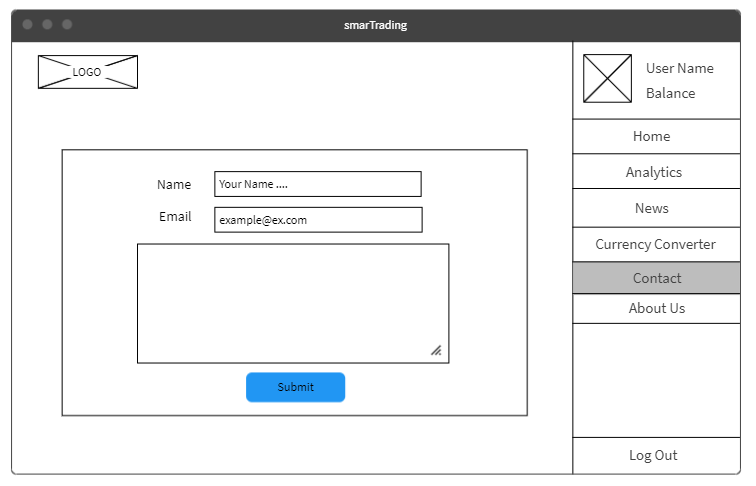 smarTrading
LOGO
User Name
Balance
Home
Analytics
News
Currency Converter
Contact
About Us
Log Out
Name
Your Name ....
Email
example@ex.com
Submit